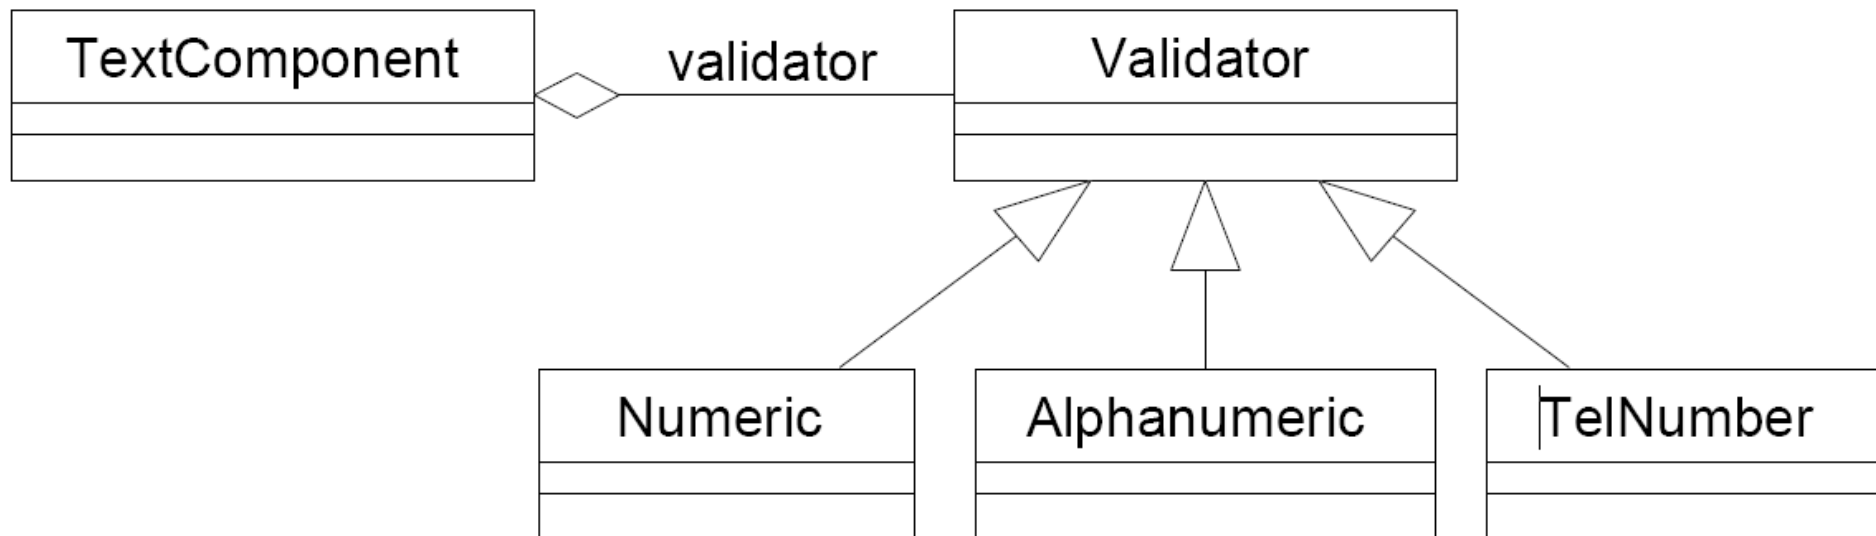 TextComponent
validator
Validator
Numeric
Alphanumeric
TelNumber